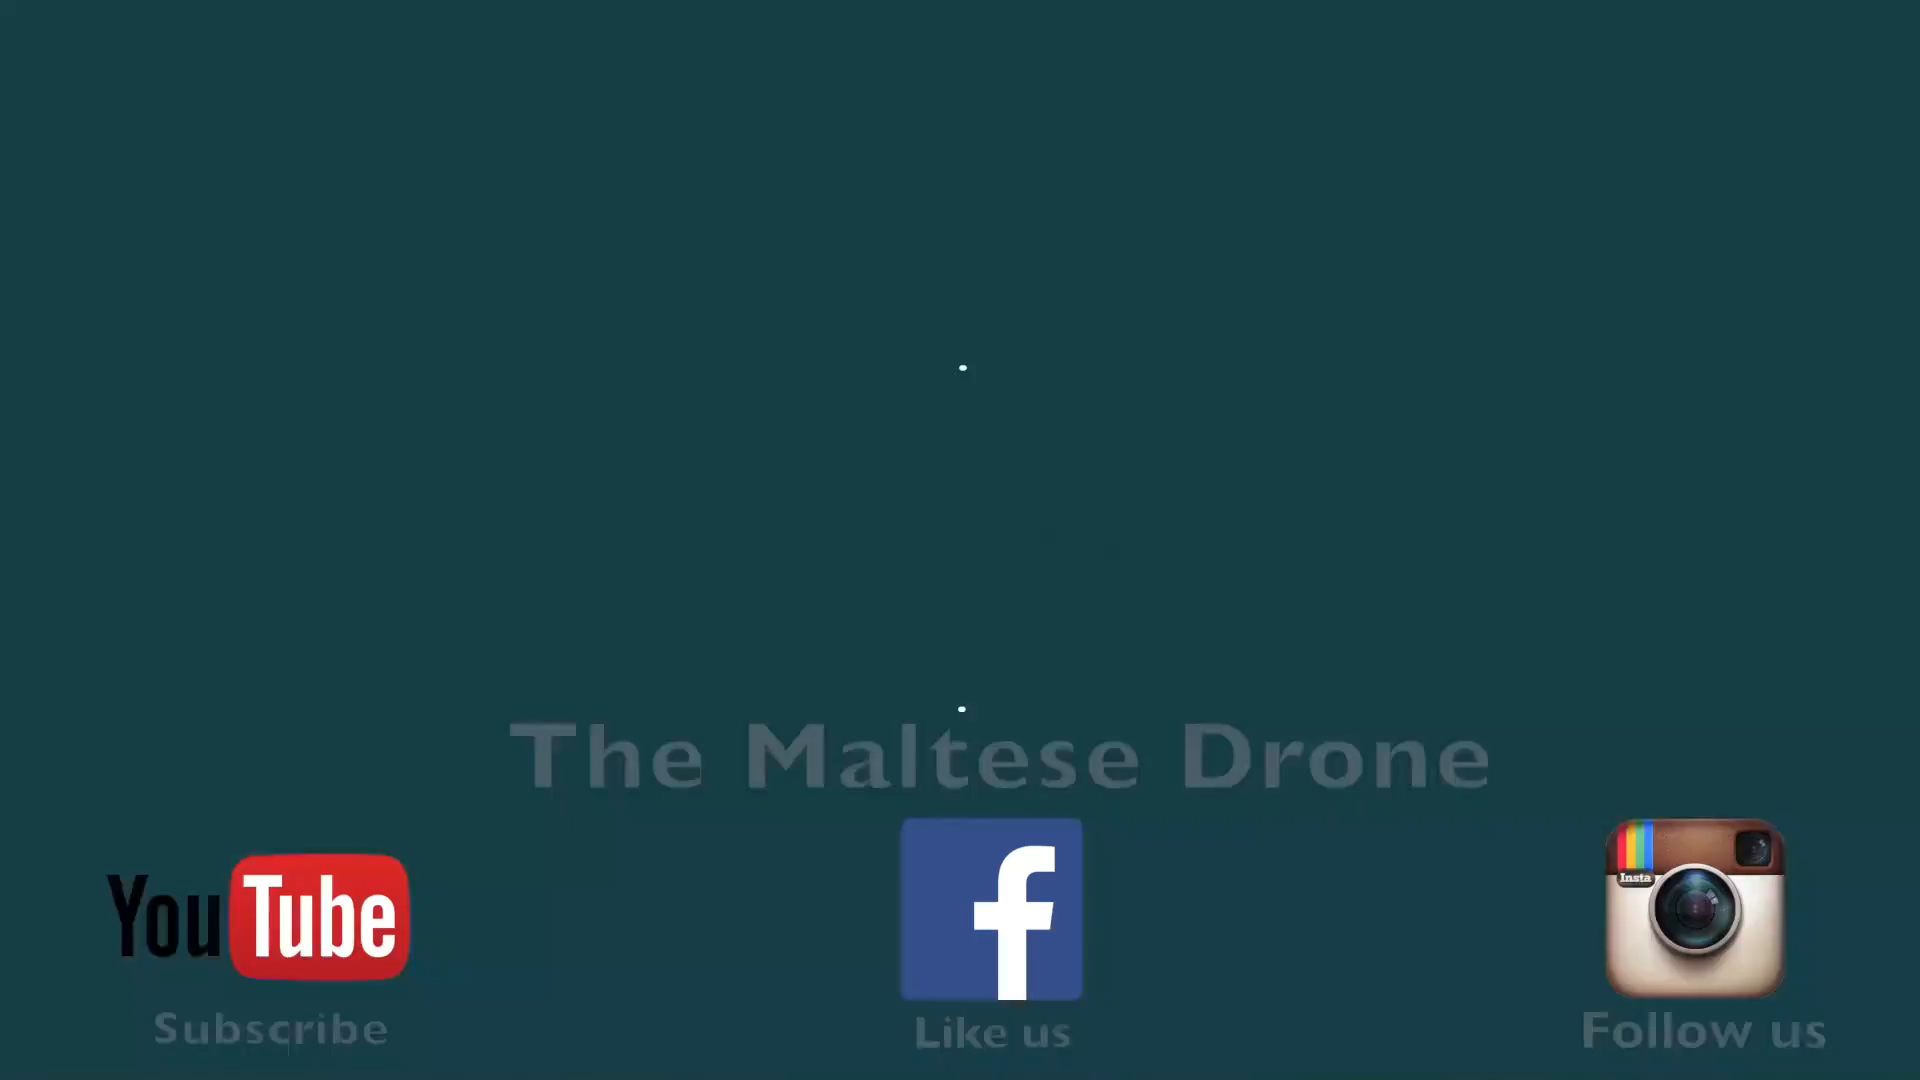 The Maltese Drone
YouTube
Insta
Subscribe
Like us
Follow us